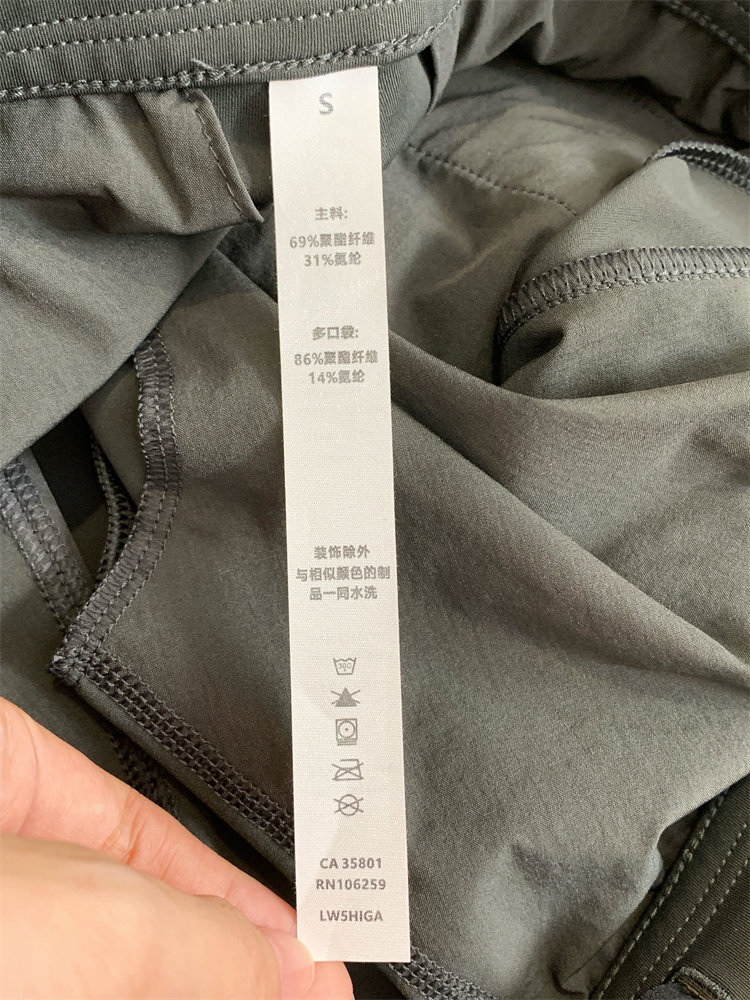 S
主料:
69%聚酯纤维
31%氨纶
多口袋:
86%聚酯纤维
14%氨纶
装饰除外
与相似颜色的制
品一同水洗
30C
CA 35801
RN106259
LW5HIGA